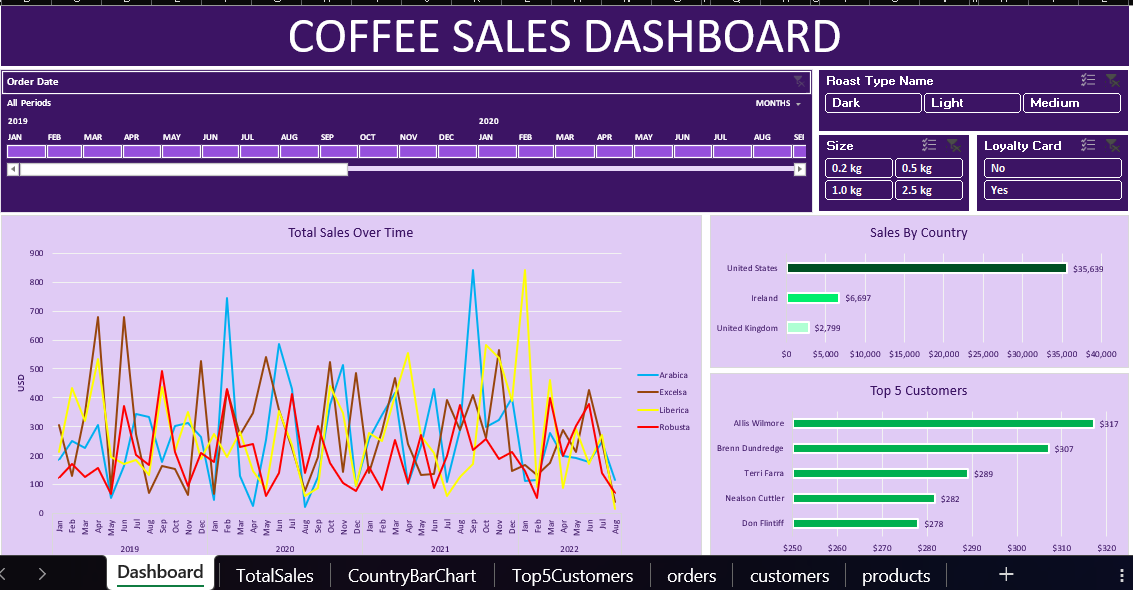 COFFEE SALES DASHBOARD
Order Date
All Periods MONTHS
2019 2020
JAN FEB MAR APR MAY JUN JUL AUG SEP OCT NOV DEC JAN FEB MAR APR MAY JUN JUL AUG SEI
Roast Type Name
Dark Light Medium
Size
0.2 kg 0.5 kg
1.0 kg 2.5 kg
Loyalty Card
No
Yes
Total Sales Over Time
900
800
700
600
500
400
300
200
100
0
USD
Jan Feb Mar Apr May Jun Jul Aug Sep Oct Nov Dec Jan Feb Mar Apr May Jun Jul Aug Sep Oct Nov Dec Jan Feb Mar Apr May Jun Jul Aug Sep Oct Nov Dec Jan Feb Mar Apr May Jun Jul Aug
2019 2020 2021 2022
Arabica
Excelsa
Liberica
Robusta
Sales By Country
United States $35,639
Ireland $6,697
United Kingdom $2,799
$0 $5,000 $10,000 $15,000 $20,000 $25,000 $30,000 $35,000 $40,000
Top 5 Customers
Allis Wilmore $317
Brenn Dundredge $307
Terri Farra $289
Nealson Cuttler $282
Don Flintiff $278
$250 $260 $270 $280 $290 $300 $310 $320
Dashboard TotalSales CountryBarChart Top5Customers orders customers products